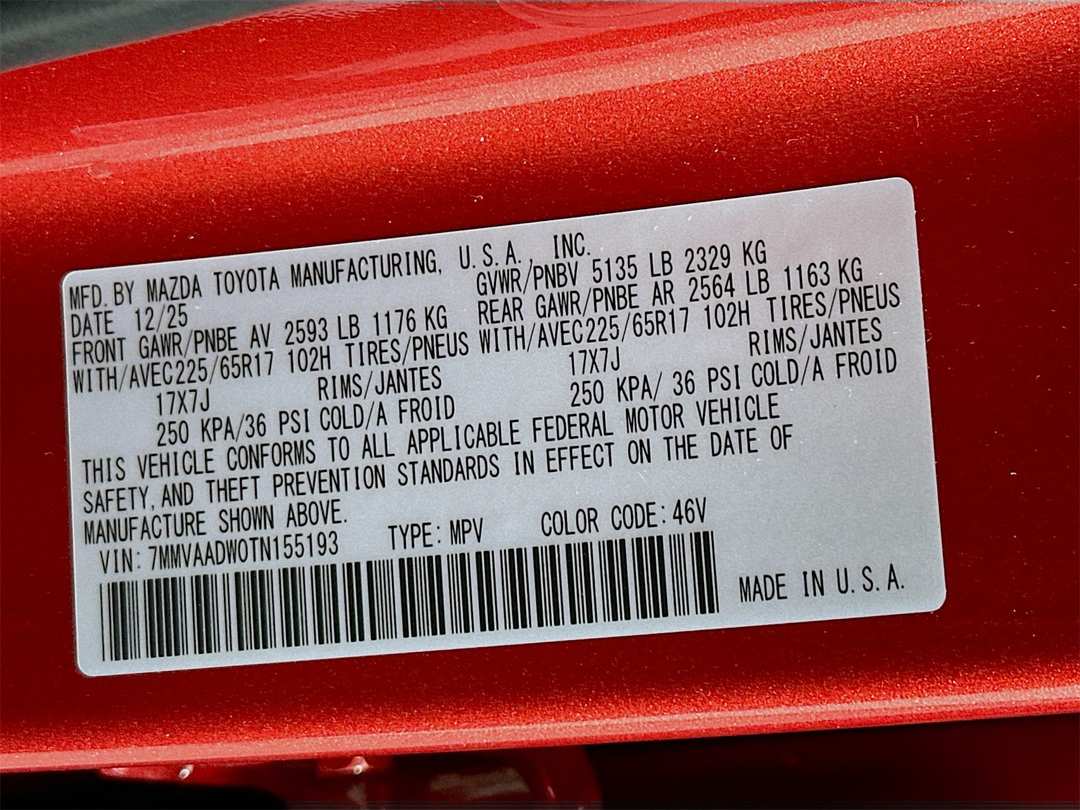 MFD. BY MAZDA TOYOTA MANUFACTURING, U.S.A., INC.
DATE 12/25 GVWR/PNBV 5135 LB 2329 KG
FRONT GAWR/PNBE AV 2593 LB 1176 KG REAR GAWR/PNBE AR 2564 LB 1163 KG
WITH/AVEC225/65R17 102H TIRES/PNEUS WITH/AVEC225/65R17 102H TIRES/PNEUS
17X7J RIMS/JANTES 17X7J RIMS/JANTES
250 KPA/36 PSI COLD/A FROID 250 KPA/ 36 PSI COLD/A FROID
THIS VEHICLE CONFORMS TO ALL APPLICABLE FEDERAL MOTOR VEHICLE
SAFETY, AND THEFT PREVENTION STANDARDS IN EFFECT ON THE DATE OF
MANUFACTURE SHOWN ABOVE.
VIN: 7MMVAADW0TN155193 TYPE: MPV COLOR CODE: 46V
MADE IN U.S.A.